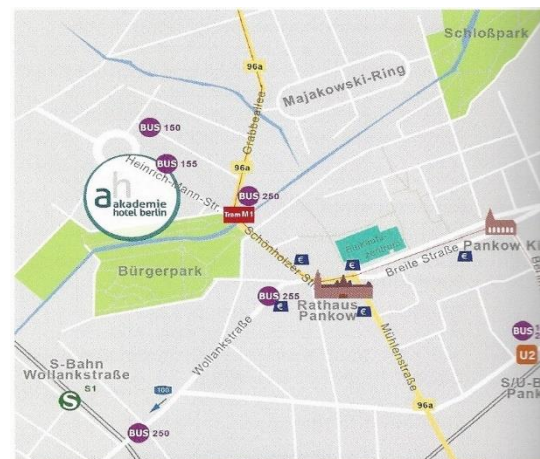 Schloßpark
96a
Majakowski-Ring
Grabbeallee
BUS 150
BUS 155
Heinrich-Mann-Str.
96a
ah
akademie
hotel berlin
BUS 250
Tram M1
Schönholzer Str.
Bürgerpark
€
Breite Straße
€
Pankow Ki
BUS 255
€
€
Rathaus
Pankow
Wollankstraße
Mühlenstraße
BUS
U2
S/U-B
Pank
S-Bahn
Wollankstraße
S1
S
100
96a
BUS 250